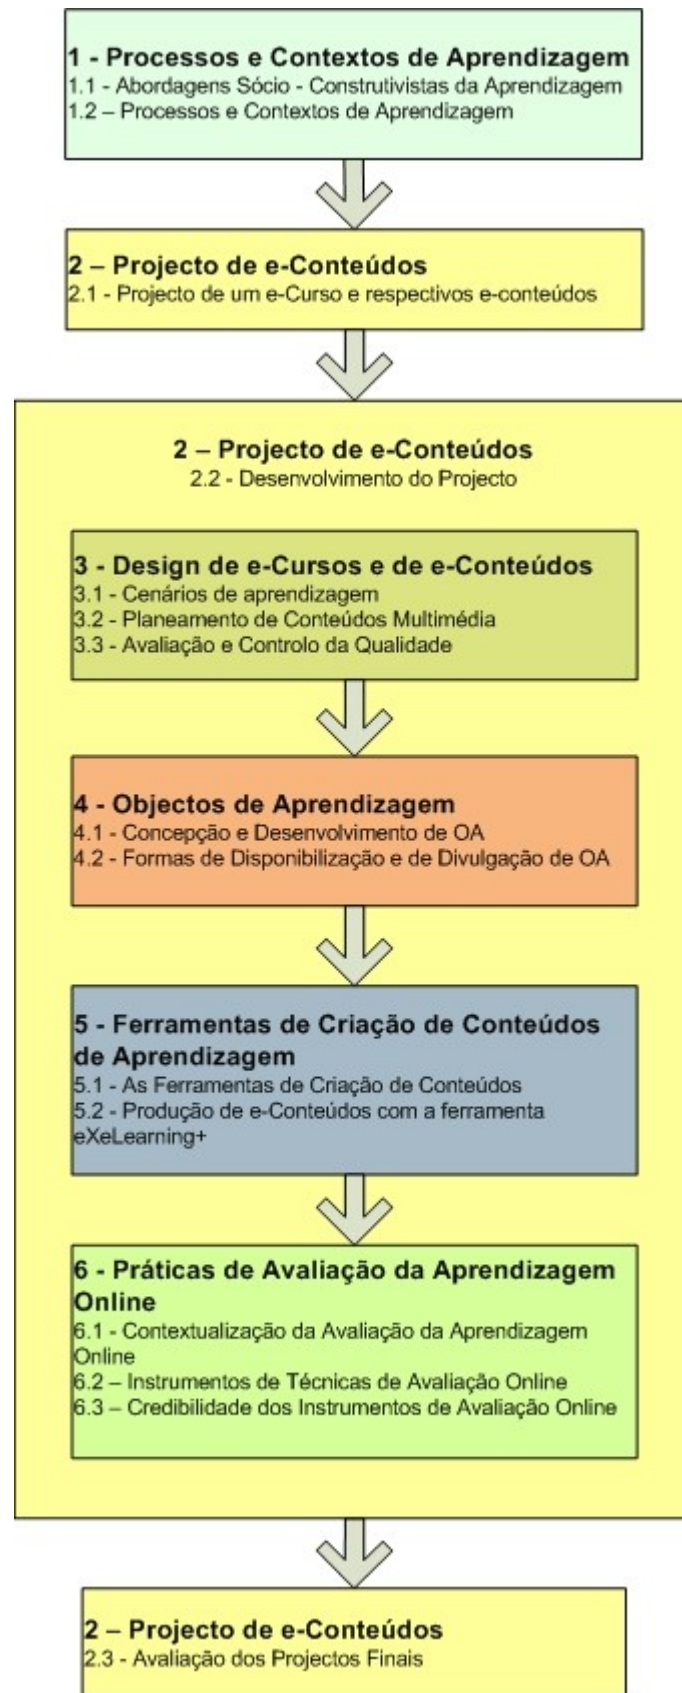 1 - Processos e Contextos de Aprendizagem
1.1 - Abordagens Sócio - Construtivistas da Aprendizagem
1.2 – Processos e Contextos de Aprendizagem
2 – Projecto de e-Conteúdos
2.1 - Projecto de um e-Curso e respectivos e-conteúdos
2 – Projecto de e-Conteúdos
2.2 - Desenvolvimento do Projecto
3 - Design de e-Cursos e de e-Conteúdos
3.1 - Cenários de aprendizagem
3.2 - Planeamento de Conteúdos Multimédia
3.3 - Avaliação e Controlo da Qualidade
4 - Objectos de Aprendizagem
4.1 - Concepção e Desenvolvimento de OA
4.2 - Formas de Disponibilização e de Divulgação de OA
5 - Ferramentas de Criação de Conteúdos
de Aprendizagem
5.1 - As Ferramentas de Criação de Conteúdos
5.2 - Produção de e-Conteúdos com a ferramenta
eXeLearning+
6 - Práticas de Avaliação da Aprendizagem
Online
6.1 - Contextualização da Avaliação da Aprendizagem
Online
6.2 – Instrumentos de Técnicas de Avaliação Online
6.3 – Credibilidade dos Instrumentos de Avaliação Online
2 – Projecto de e-Conteúdos
2.3 - Avaliação dos Projectos Finais